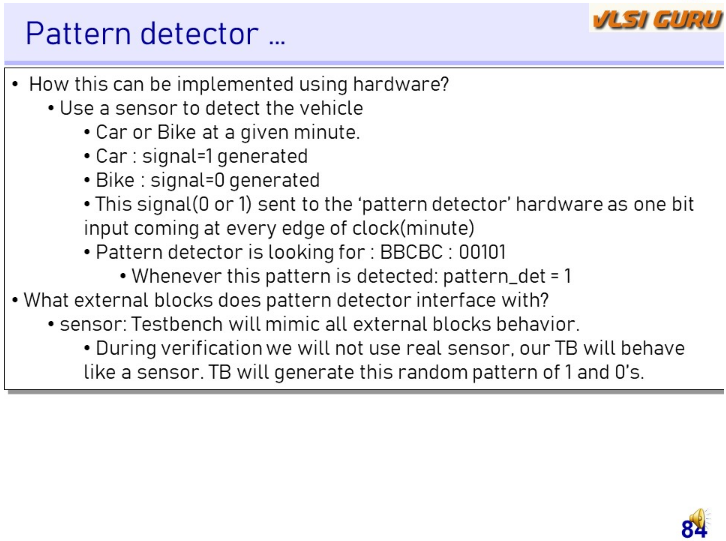 VLSI GURU
Pattern detector ...
• How this can be implemented using hardware?
• Use a sensor to detect the vehicle
• Car or Bike at a given minute.
• Car : signal=1 generated
• Bike : signal=0 generated
• This signal(0 or 1) sent to the ‘pattern detector’ hardware as one bit
input coming at every edge of clock(minute)
• Pattern detector is looking for : BBCBC : 00101
• Whenever this pattern is detected: pattern_det = 1
• What external blocks does pattern detector interface with?
• sensor: Testbench will mimic all external blocks behavior.
• During verification we will not use real sensor, our TB will behave
like a sensor. TB will generate this random pattern of 1 and 0’s.
84